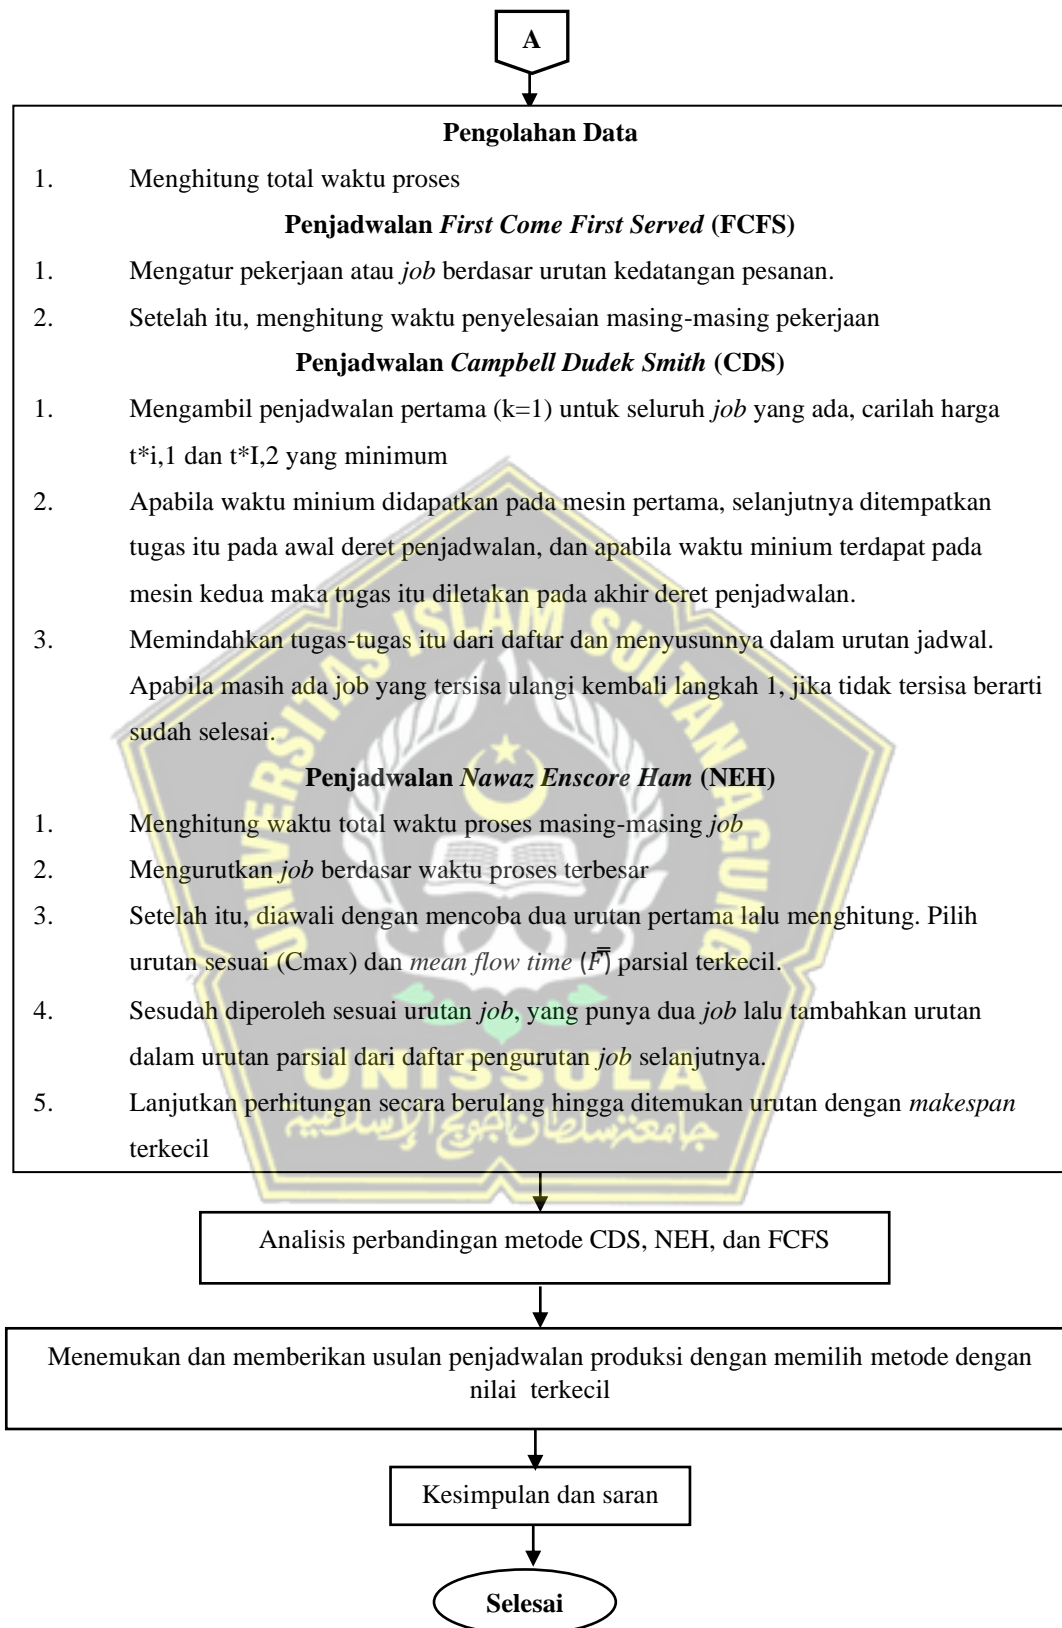 A
Pengolahan Data
1. Menghitung total waktu proses
Penjadwalan First Come First Served (FCFS)
1. Mengatur pekerjaan atau job berdasar urutan kedatangan pesanan.
2. Setelah itu, menghitung waktu penyelesaian masing-masing pekerjaan
Penjadwalan Campbell Dudek Smith (CDS)
1. Mengambil penjadwalan pertama (k=1) untuk seluruh job yang ada, carilah harga
t*i,1 dan t*I,2 yang minimum
2. Apabila waktu minium didapatkan pada mesin pertama, selanjutnya ditempatkan
tugas itu pada awal deret penjadwalan, dan apabila waktu minium terdapat pada
mesin kedua maka tugas itu diletakan pada akhir deret penjadwalan.
3. Memindahkan tugas-tugas itu dari daftar dan menyusunnya dalam urutan jadwal.
Apabila masih ada job yang tersisa ulangi kembali langkah 1, jika tidak tersisa berarti
sudah selesai.
Penjadwalan Nawaz Enscore Ham (NEH)
1. Menghitung waktu total waktu proses masing-masing job
2. Mengurutkan job berdasar waktu proses terbesar
3. Setelah itu, diawali dengan mencoba dua urutan pertama lalu menghitung. Pilih
urutan sesuai (Cmax) dan mean flow time (F̿) parsial terkecil.
4. Sesudah diperoleh sesuai urutan job, yang punya dua job lalu tambahkan urutan
dalam urutan parsial dari daftar pengurutan job selanjutnya.
5. Lanjutkan perhitungan secara berulang hingga ditemukan urutan dengan makespan
terkecil
UNIVERSITAS ISLAM SULTAN AGUNG
UNISSULA
جامعة سلطان أجونج الإسلامية
Analisis perbandingan metode CDS, NEH, dan FCFS
Menemukan dan memberikan usulan penjadwalan produksi dengan memilih metode dengan
nilai terkecil
Kesimpulan dan saran
Selesai